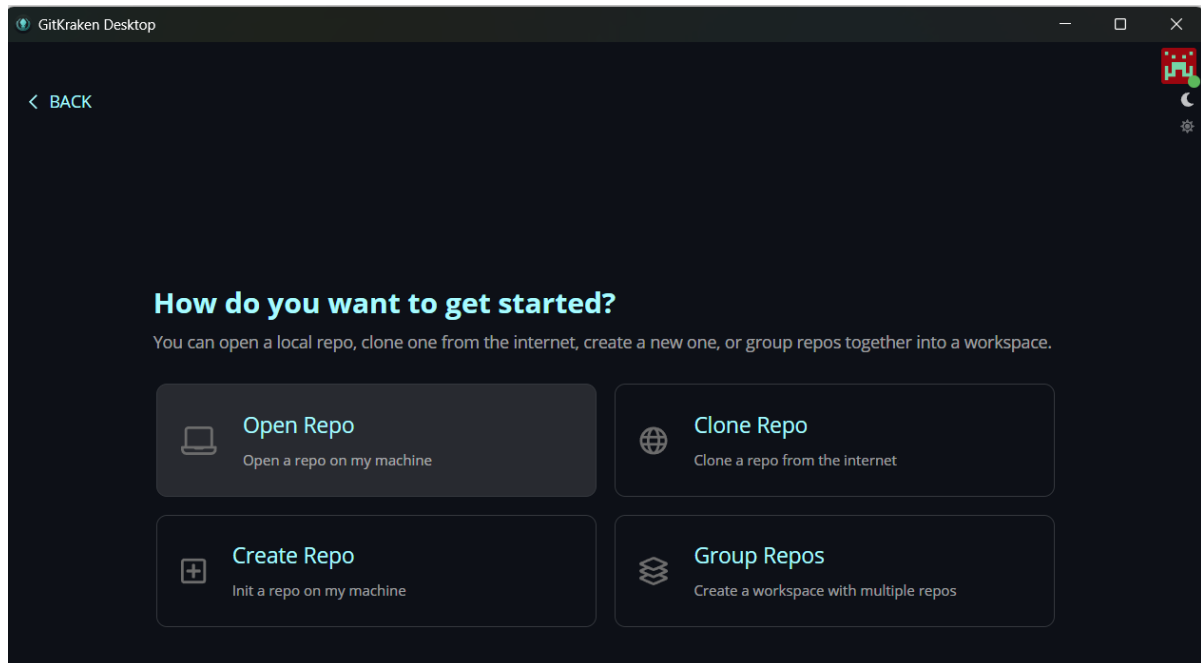 GitKraken Desktop
BACK
How do you want to get started?
You can open a local repo, clone one from the internet, create a new one, or group repos together into a workspace.
Open Repo
Open a repo on my machine
Clone Repo
Clone a repo from the internet
Create Repo
Init a repo on my machine
Group Repos
Create a workspace with multiple repos